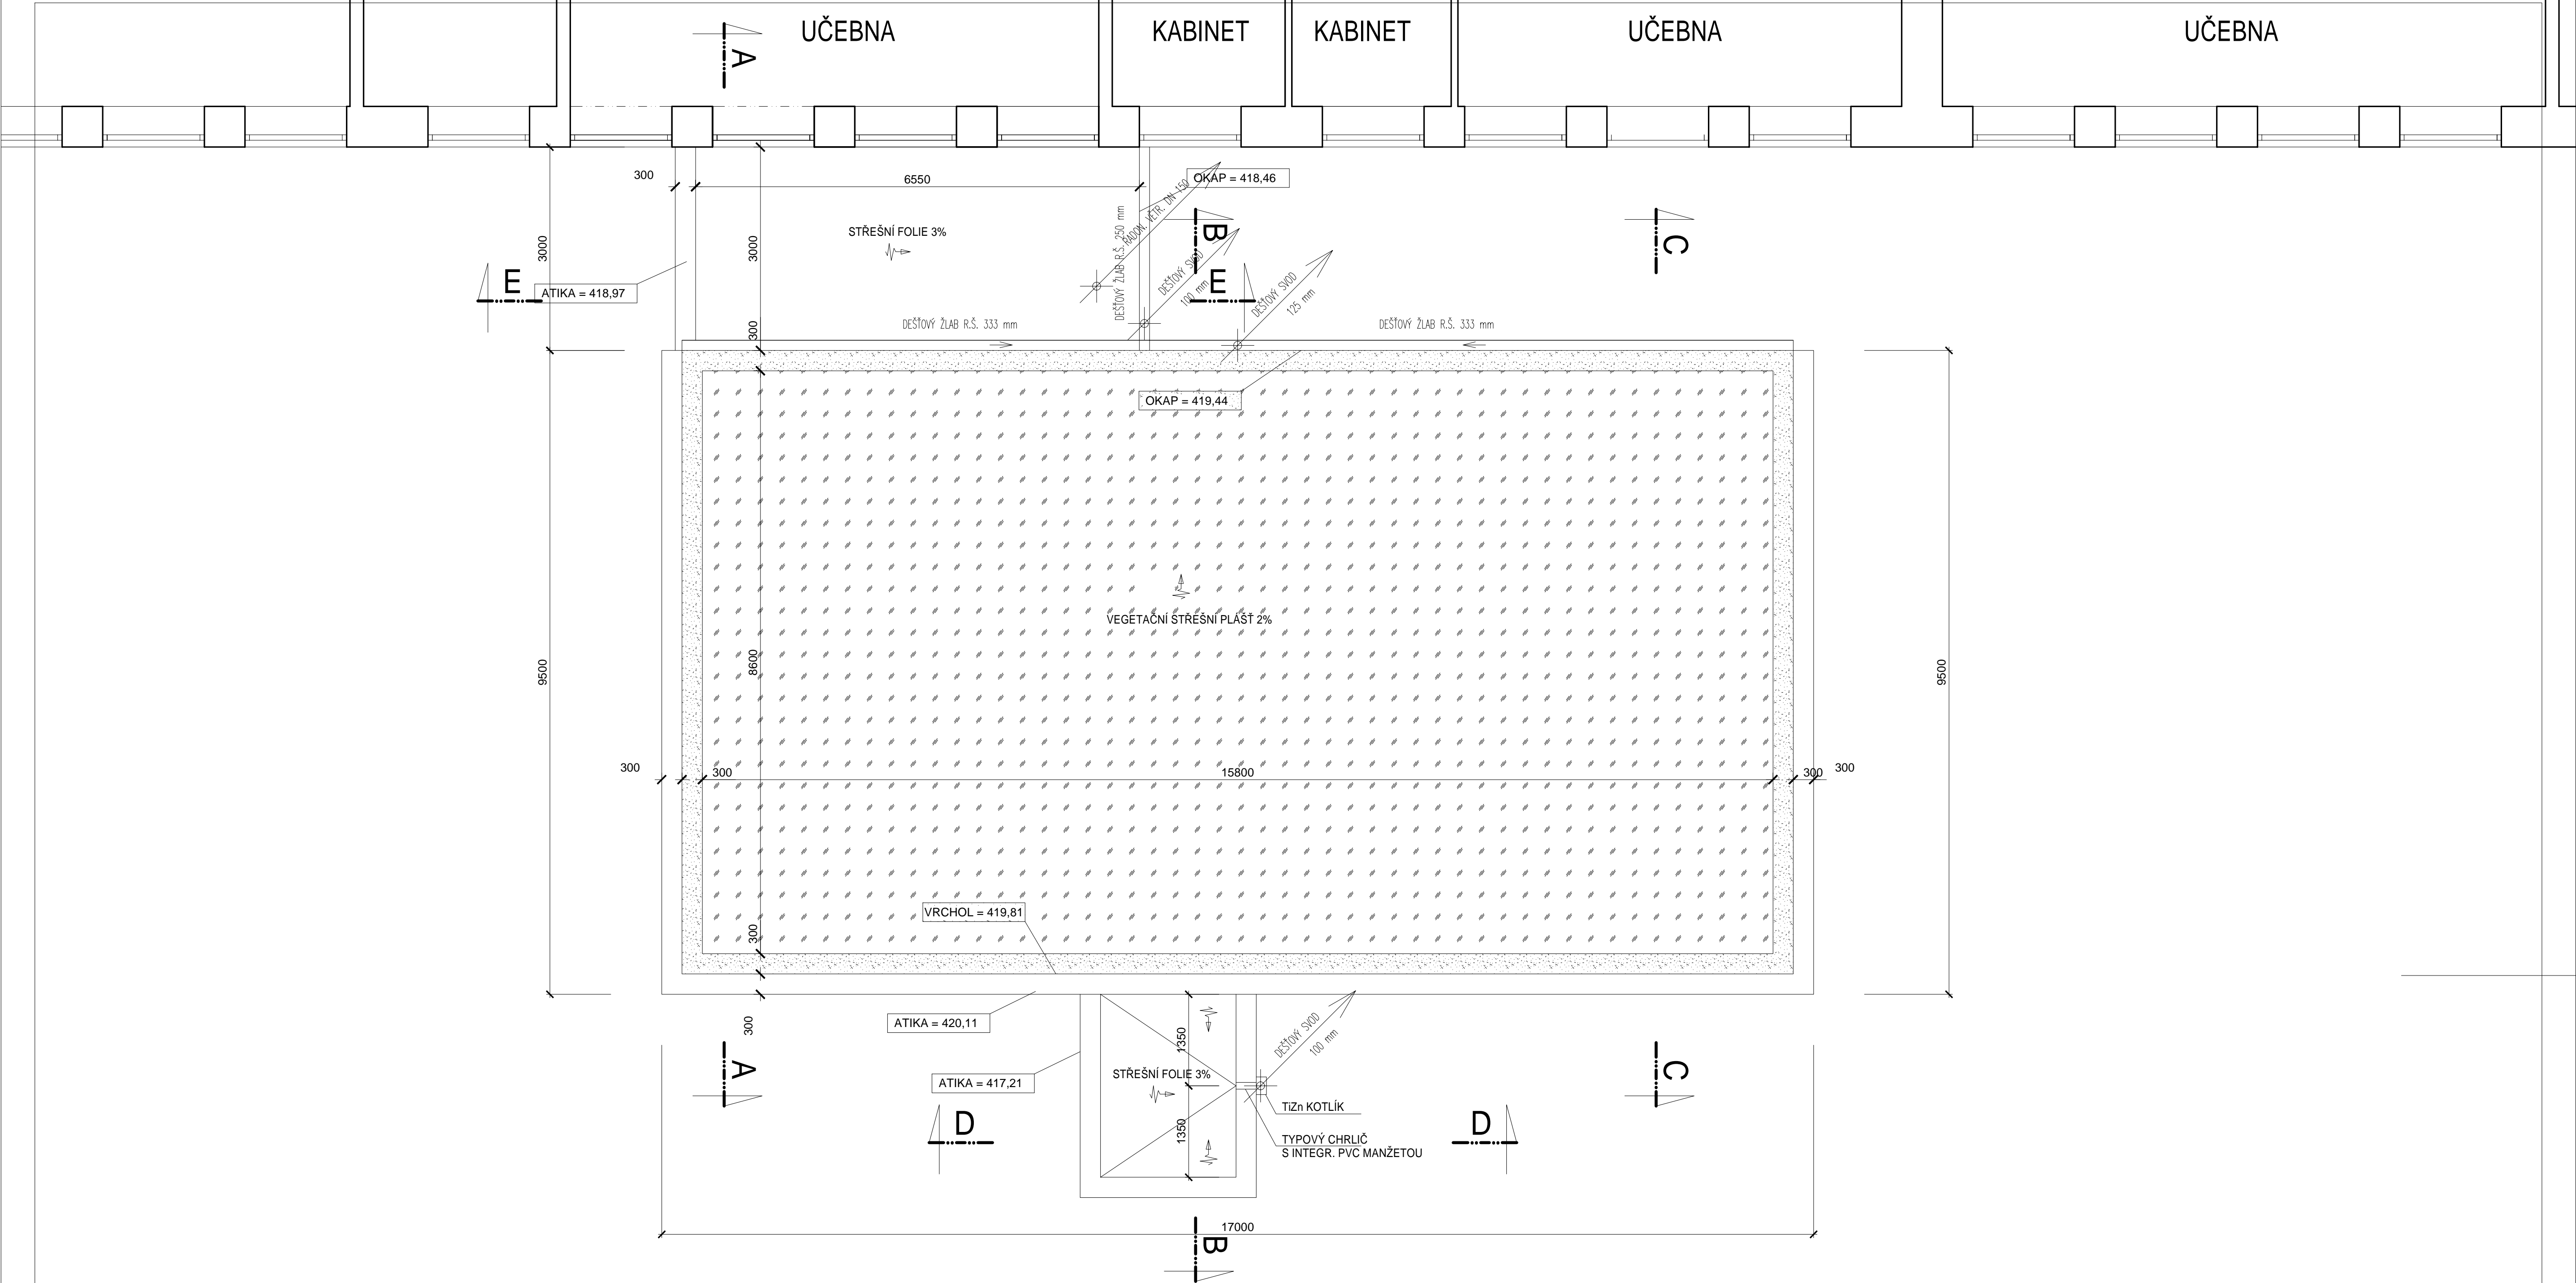 UČEBNA
KABINET
KABINET
UČEBNA
UČEBNA
A
300
6550
OKAP = 418,46
RADON. VĚTR. DN 150
DEŠŤOVÝ ŽLAB R.Š. 250 mm
STŘEŠNÍ FOLIE 3%
3000
3000
B
C
E
E
ATIKA = 418,97
DEŠŤOVÝ SVOD
100 mm
DEŠŤOVÝ SVOD
125 mm
DEŠŤOVÝ ŽLAB R.Š. 333 mm
DEŠŤOVÝ ŽLAB R.Š. 333 mm
300
OKAP = 419,44
VEGETAČNÍ STŘEŠNÍ PLÁŠŤ 2%
9500
8600
9500
300
300
15800
300
300
VRCHOL = 419,81
300
ATIKA = 420,11
300
1350
DEŠŤOVÝ SVOD
100 mm
A
C
ATIKA = 417,21
STŘEŠNÍ FOLIE 3%
TiZn KOTLÍK
D
D
1350
TYPOVÝ CHRLIČ
S INTEGR. PVC MANŽETOU
17000
B